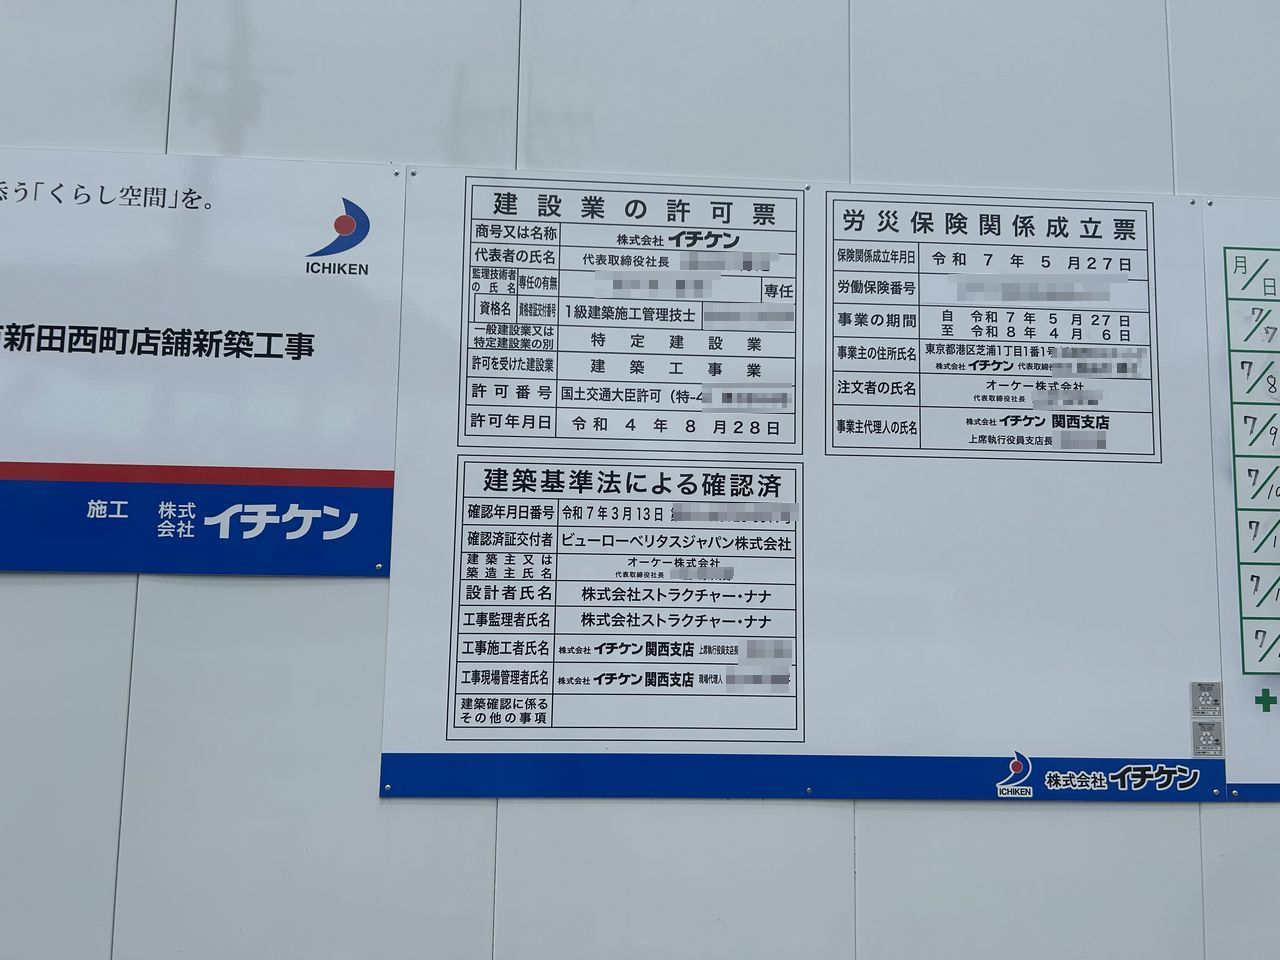 添う「くらし空間」を。
ICHIKEN
新田西町店舗新築工事
施工 株式会社 イチケン
建設業の許可票
商号又は名称 株式会社 イチケン
代表者の氏名 代表取締役社長
監理技術者の氏名 専任の有無 専任
資格名 資格者証交付番号 1級建築施工管理技士
一般建設業又は特定建設業の別 特定建設業
許可を受けた建設業 建築工事業
許可番号 国土交通大臣許可(特-4
許可年月日 令和4年8月28日
建築基準法による確認済
確認年月日番号 令和7年3月13日
確認済証交付者 ビューローベリタスジャパン株式会社
建築主又は築造主氏名 オーケー株式会社
代表取締役社長
設計者氏名 株式会社ストラクチャー・ナナ
工事監理者氏名 株式会社ストラクチャー・ナナ
工事施工者氏名 株式会社 イチケン 関西支店 上席執行役員支店長
工事現場管理者氏名 株式会社 イチケン 関西支店 現場代理人
建築確認に係るその他の事項
労災保険関係成立票
保険関係成立年月日 令和7年5月27日
労働保険番号
事業の期間 自 令和7年5月27日
至 令和8年4月6日
事業主の住所氏名 東京都港区芝浦1丁目1番1号
株式会社 イチケン 代表取締役
注文者の氏名 オーケー株式会社
代表取締役社長
事業主代理人の氏名 株式会社 イチケン 関西支店
上席執行役員支店長
ICHIKEN 株式会社 イチケン
月/日
7/7
7/8
7/9
7/10
7/1
7/1
7/